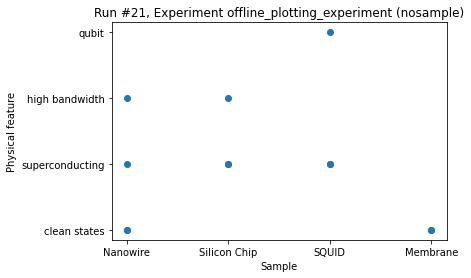 Run #21, Experiment offline_plotting_experiment (nosample)
qubit
high bandwidth
superconducting
clean states
Physical feature
Nanowire Silicon Chip SQUID Membrane
Sample